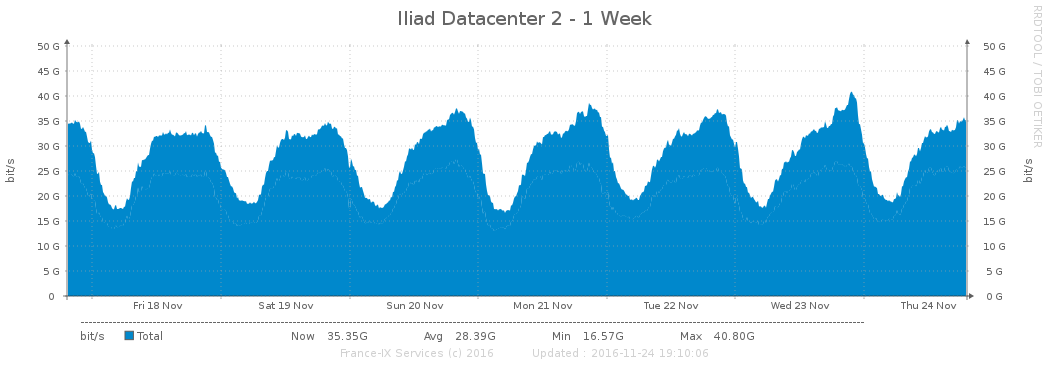 Iliad Datacenter 2 - 1 Week
RRDTOOL / TOBI OETIKER
50 G 50 G
45 G 45 G
40 G 40 G
35 G 35 G
30 G 30 G
25 G 25 G
20 G 20 G
15 G 15 G
10 G 10 G
5 G 5 G
0 0 G
bit/s
bit/s
Fri 18 Nov Sat 19 Nov Sun 20 Nov Mon 21 Nov Tue 22 Nov Wed 23 Nov Thu 24 Nov
bit/s Total Now 35.35G Avg 28.39G Min 16.57G Max 40.80G
France-IX Services (c) 2016 Updated : 2016-11-24 19:10:06